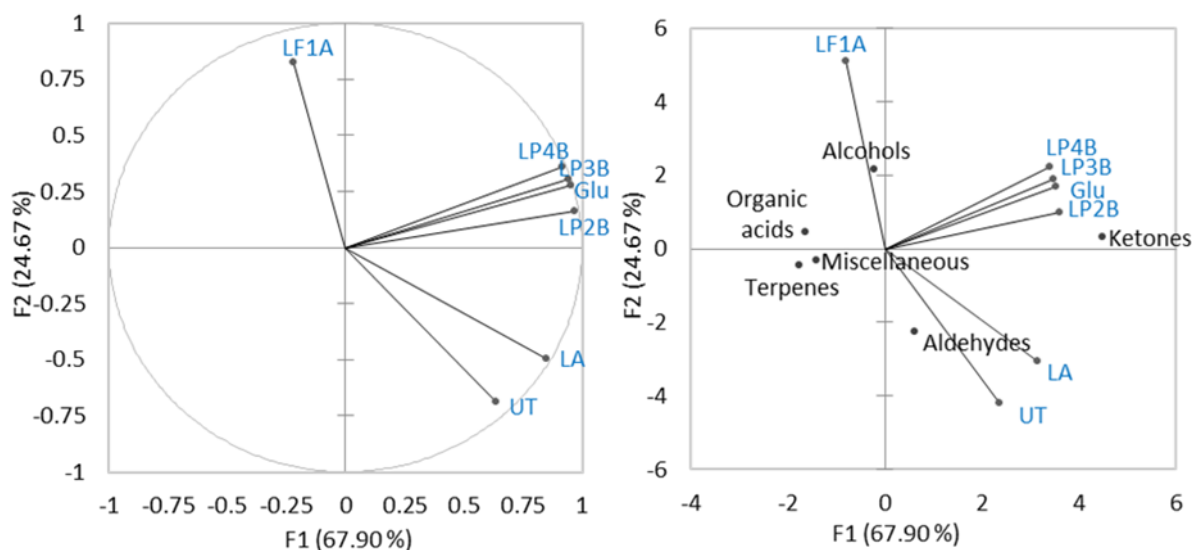 1
0.75
0.5
0.25
0
-0.25
-0.5
-0.75
-1
F2 (24.67 %)
LF1A
LP4B
LP3B
Glu
LP2B
LA
UT
-1 -0.75 -0.5 -0.25 0 0.25 0.5 0.75 1
F1 (67.90 %)
6
4
2
0
-2
-4
-6
F2 (24.67 %)
LF1A
Alcohols
LP4B
LP3B
Glu
LP2B
Organic
acids
Ketones
Miscellaneous
Terpenes
Aldehydes
LA
UT
-4 -2 0 2 4 6
F1 (67.90 %)